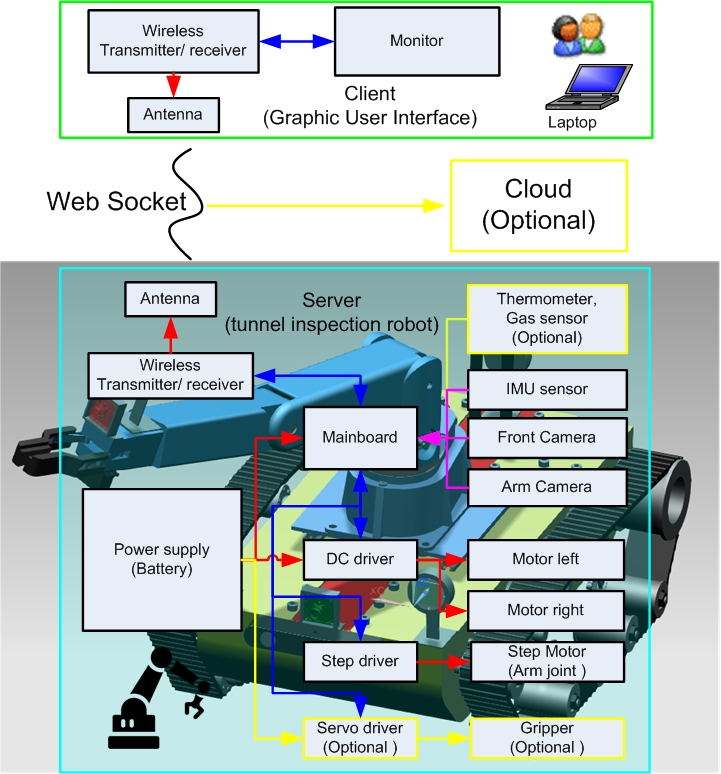 Wireless
Transmitter/ receiver
Monitor
Antenna
Client
(Graphic User Interface)
Laptop
Web Socket
Cloud
(Optional)
Antenna
Server
(tunnel inspection robot)
Thermometer,
Gas sensor
(Optional)
Wireless
Transmitter/ receiver
IMU sensor
Mainboard
Front Camera
Arm Camera
Power supply
(Battery)
DC driver
Motor left
Motor right
Step driver
Step Motor
(Arm joint )
Servo driver
(Optional )
Gripper
(Optional )